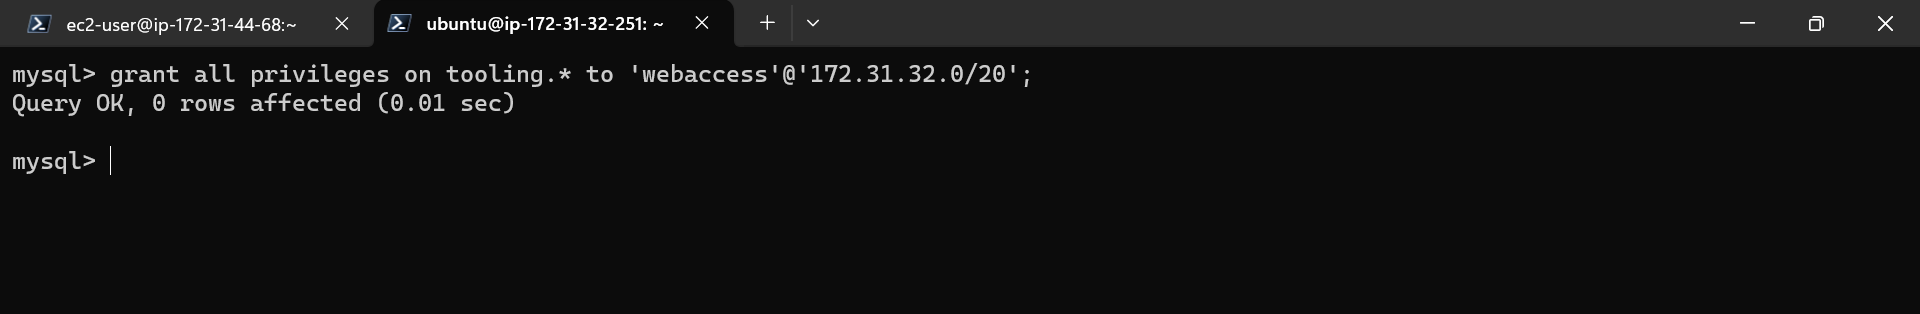 ec2-user@ip-172-31-44-68:~
ubuntu@ip-172-31-32-251: ~
mysql> grant all privileges on tooling.* to 'webaccess'@'172.31.32.0/20';
Query OK, 0 rows affected (0.01 sec)
mysql>